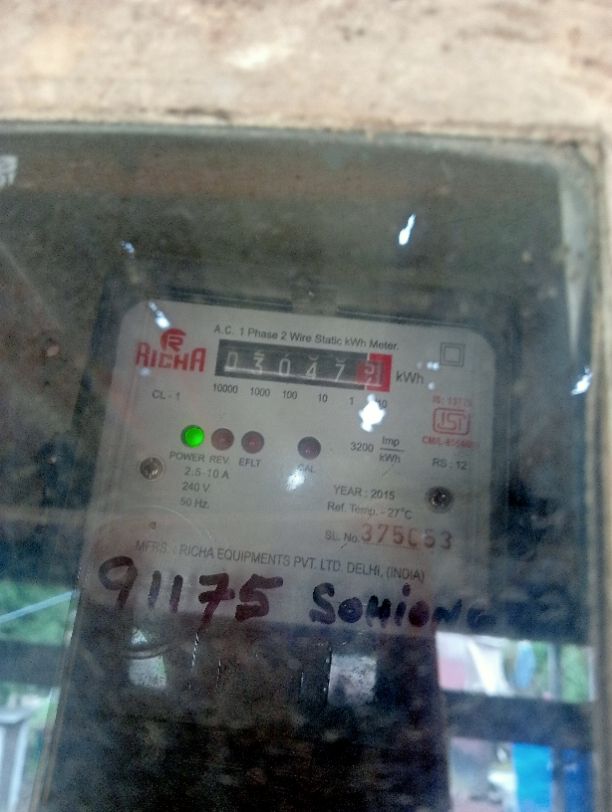 A.C. 1 Phase 2 Wire Static kWh Meter.
RICHA
03047
kWh
CL - 1
10000 1000 100 10 1
POWER REV. EFLT CAL
3200 Imp
kWh
RS : 12
2.5-10 A
240 V
50 Hz.
YEAR : 2015
Ref. Temp. - 27°C
SL. No.
MFRS. : RICHA EQUIPMENTS PVT. LTD. DELHI, (INDIA)
91175 SOHIONG